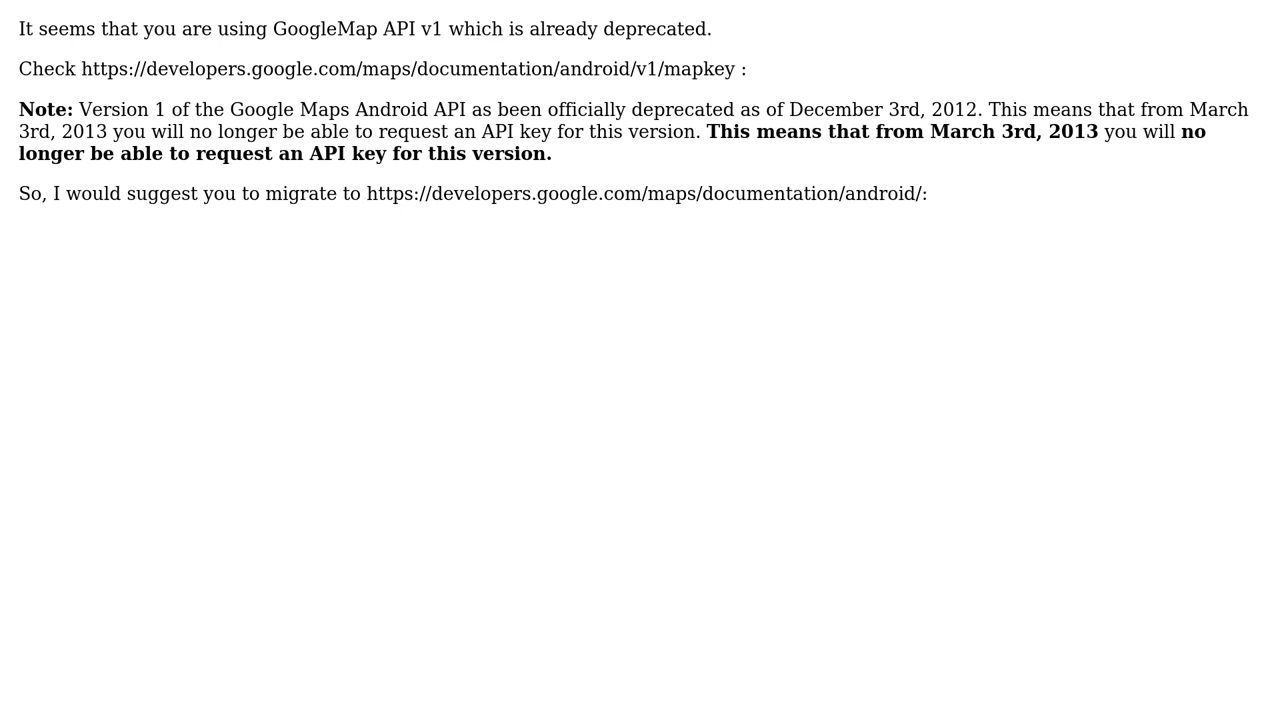 It seems that you are using GoogleMap API v1 which is already deprecated.
Check https://developers.google.com/maps/documentation/android/v1/mapkey :
Note: Version 1 of the Google Maps Android API as been officially deprecated as of December 3rd, 2012. This means that from March
3rd, 2013 you will no longer be able to request an API key for this version. This means that from March 3rd, 2013 you will no
longer be able to request an API key for this version.
So, I would suggest you to migrate to https://developers.google.com/maps/documentation/android/: